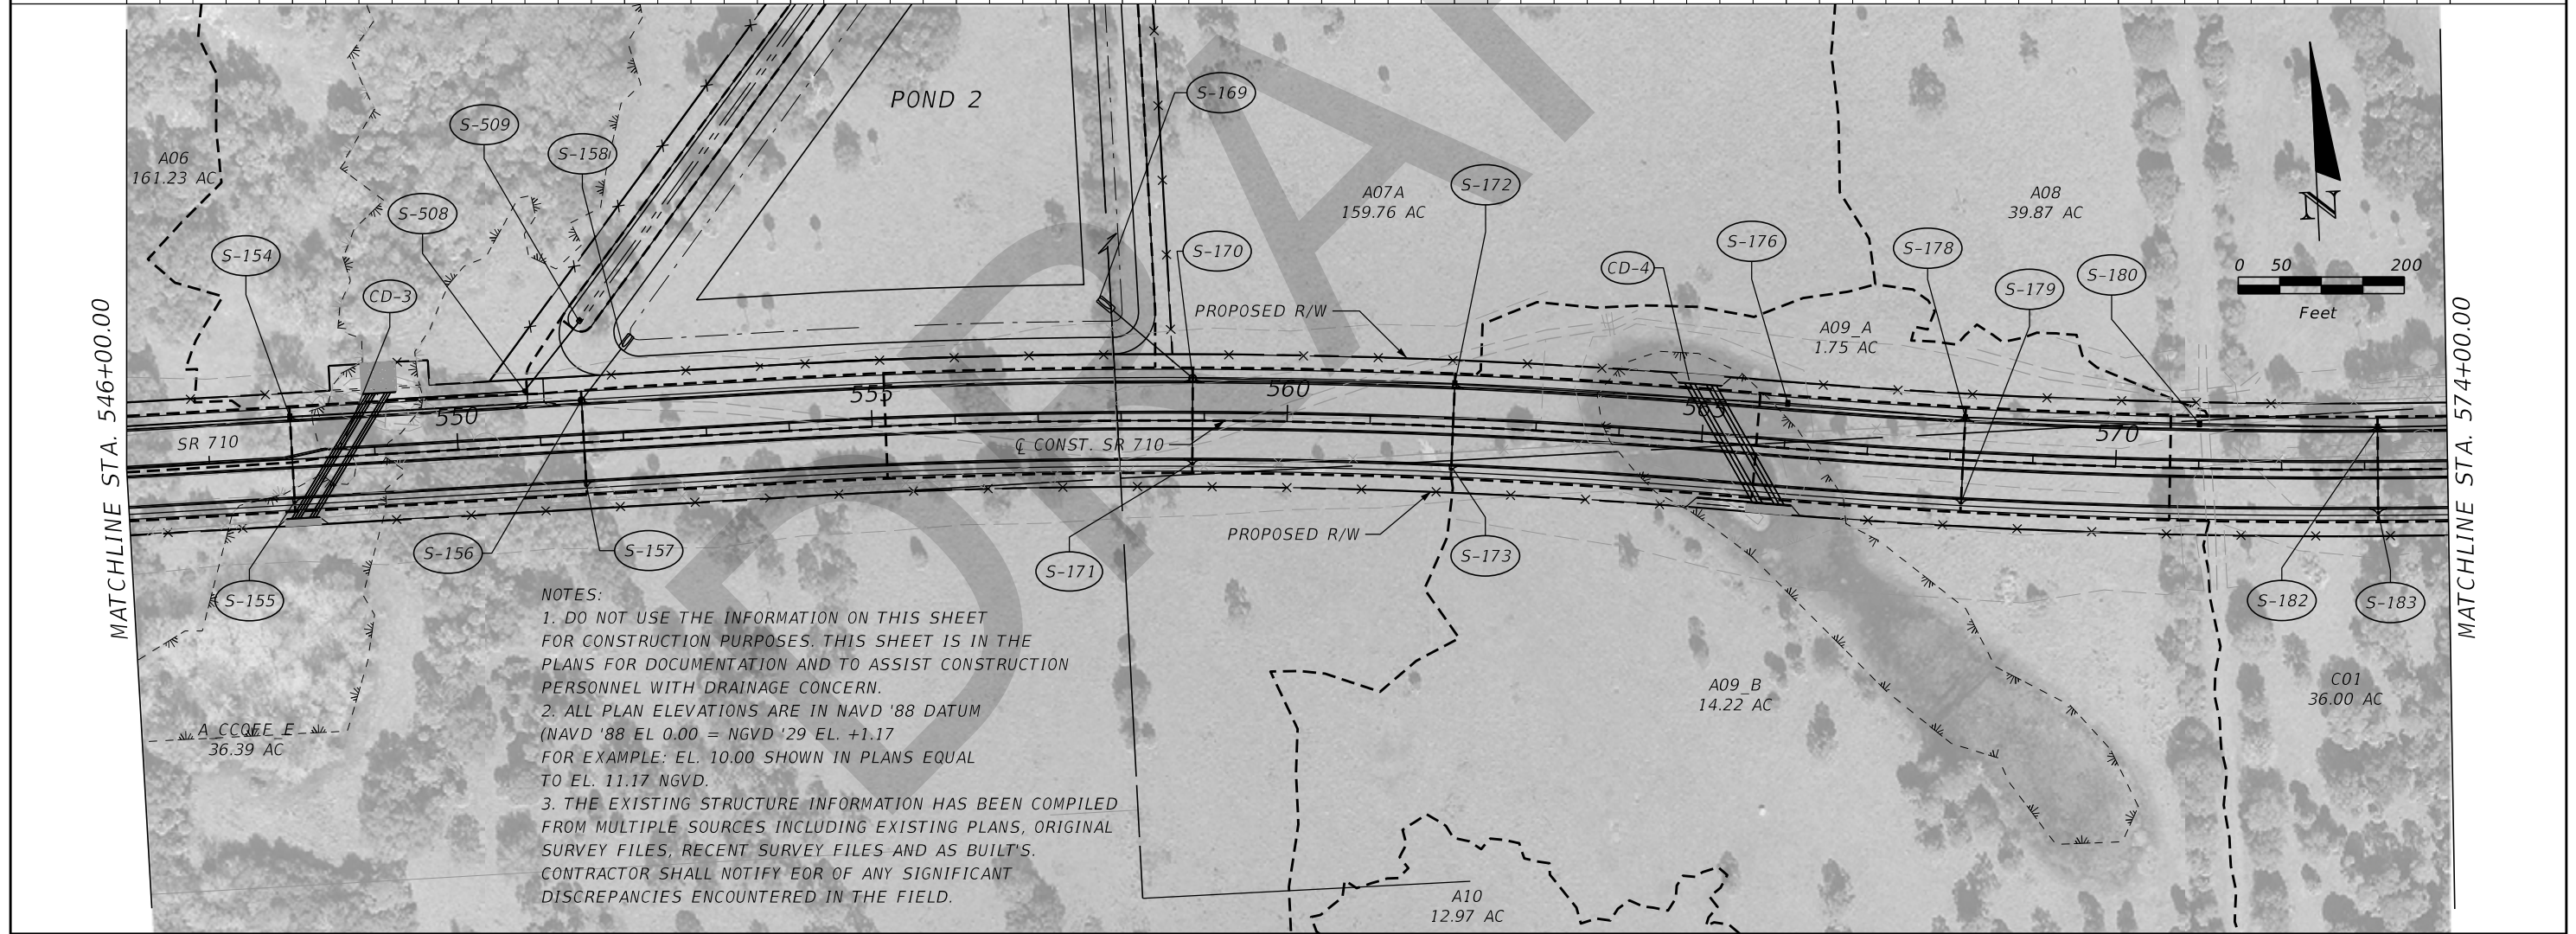 POND 2
S-169
S-509
S-158
A06
161.23 AC
S-172
A07A
159.76 AC
A08
39.87 AC
N
S-508
S-154
S-170
S-176
S-178
CD-4
S-180
S-179
0 50 200
Feet
CD-3
PROPOSED R/W
A09_A
1.75 AC
MATCHLINE STA. 546+00.00
MATCHLINE STA. 574+00.00
550
555
560
565
570
SR 710
℄ CONST. SR 710
PROPOSED R/W
S-156
S-157
S-171
S-173
S-155
S-182
S-183
NOTES:
1. DO NOT USE THE INFORMATION ON THIS SHEET
FOR CONSTRUCTION PURPOSES. THIS SHEET IS IN THE
PLANS FOR DOCUMENTATION AND TO ASSIST CONSTRUCTION
PERSONNEL WITH DRAINAGE CONCERN.
2. ALL PLAN ELEVATIONS ARE IN NAVD '88 DATUM
(NAVD '88 EL 0.00 = NGVD '29 EL. +1.17
FOR EXAMPLE: EL. 10.00 SHOWN IN PLANS EQUAL
TO EL. 11.17 NGVD.
3. THE EXISTING STRUCTURE INFORMATION HAS BEEN COMPILED
FROM MULTIPLE SOURCES INCLUDING EXISTING PLANS, ORIGINAL
SURVEY FILES, RECENT SURVEY FILES AND AS BUILT'S.
CONTRACTOR SHALL NOTIFY EOR OF ANY SIGNIFICANT
DISCREPANCIES ENCOUNTERED IN THE FIELD.
36.39 AC
A09_B
14.22 AC
C01
36.00 AC
A10
12.97 AC